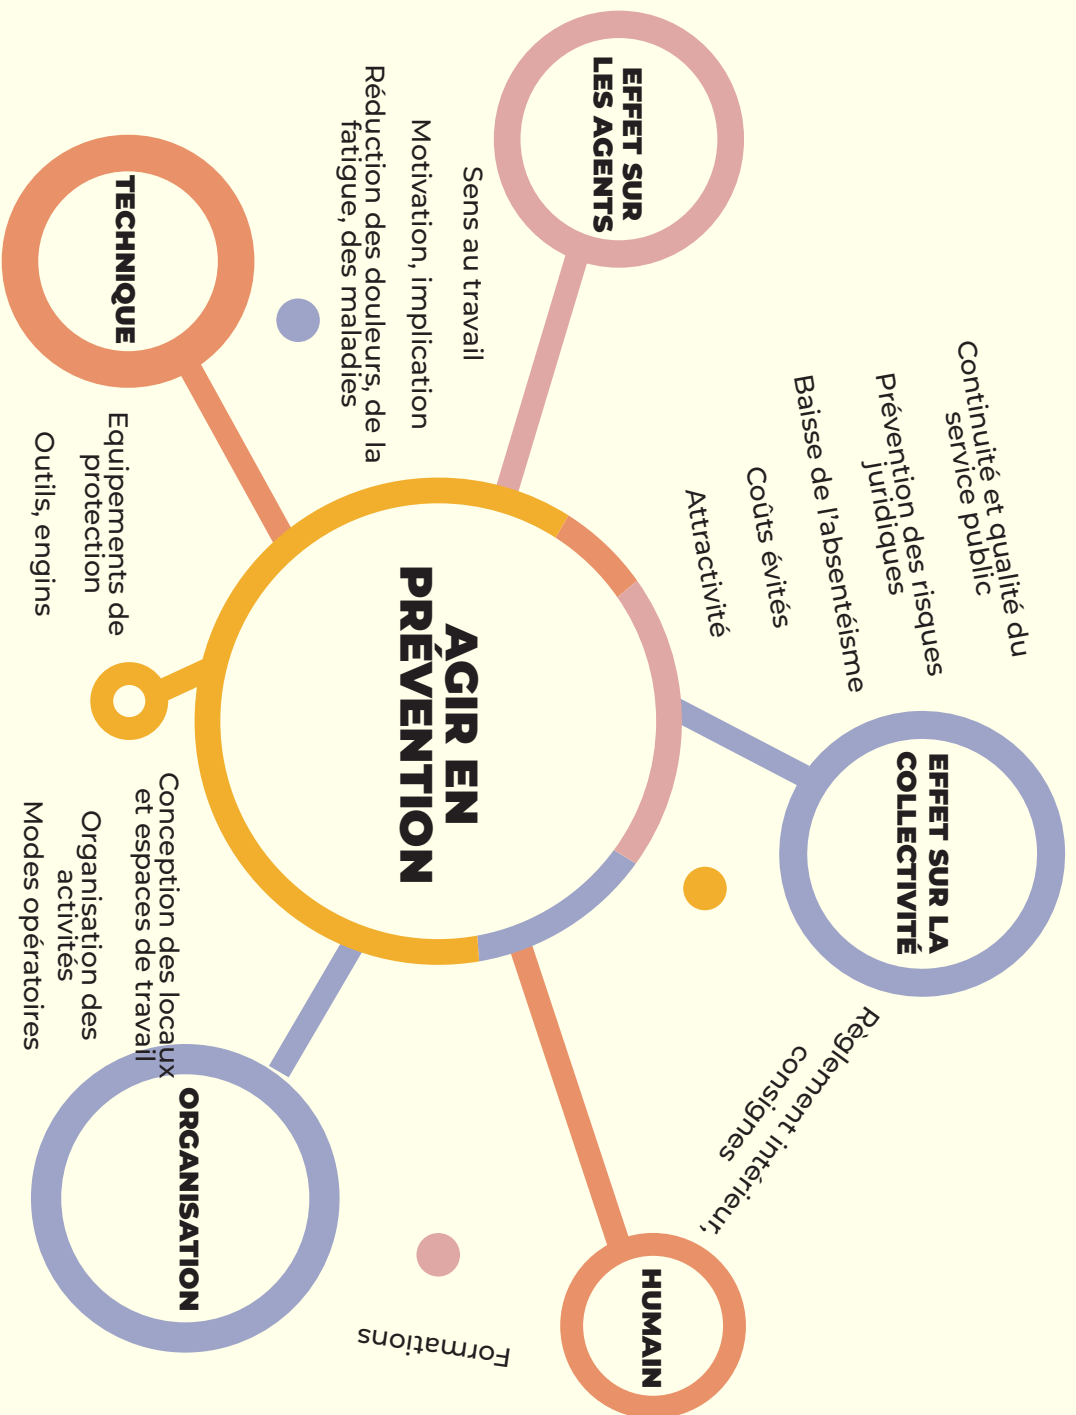 EFFET SUR LA
COLLECTIVITÉ
Continuité et qualité du
service public
Prévention des risques
juridiques
Baisse de l'absentéisme
Coûts évités
Attractivité
EFFET SUR
LES AGENTS
Sens au travail
Motivation, implication
Réduction des douleurs, de la
fatigue, des maladies
AGIR EN
PRÉVENTION
HUMAIN
Règlement intérieur,
consignes
Formations
TECHNIQUE
Equipements de
protection
Outils, engins
ORGANISATION
Conception des locaux
et espaces de travail
Organisation des
activités
Modes opératoires